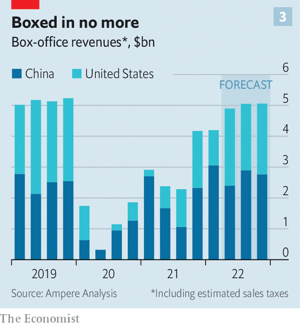 Boxed in no more
3
Box-office revenues*, $bn
China
United States
6
FORECAST
5
4
3
2
1
0
2019
20
21
22
Source: Ampere Analysis
*Including estimated sales taxes
The Economist